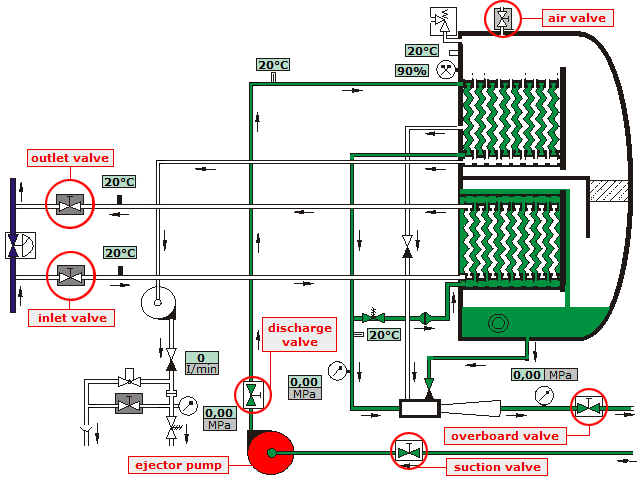 air valve
20°C
20°C
90%
outlet valve
20°C
20°C
inlet valve
discharge
valve
20°C
0
l/min
0,00
MPa
0,00 MPa
0,00
MPa
overboard valve
ejector pump
suction valve